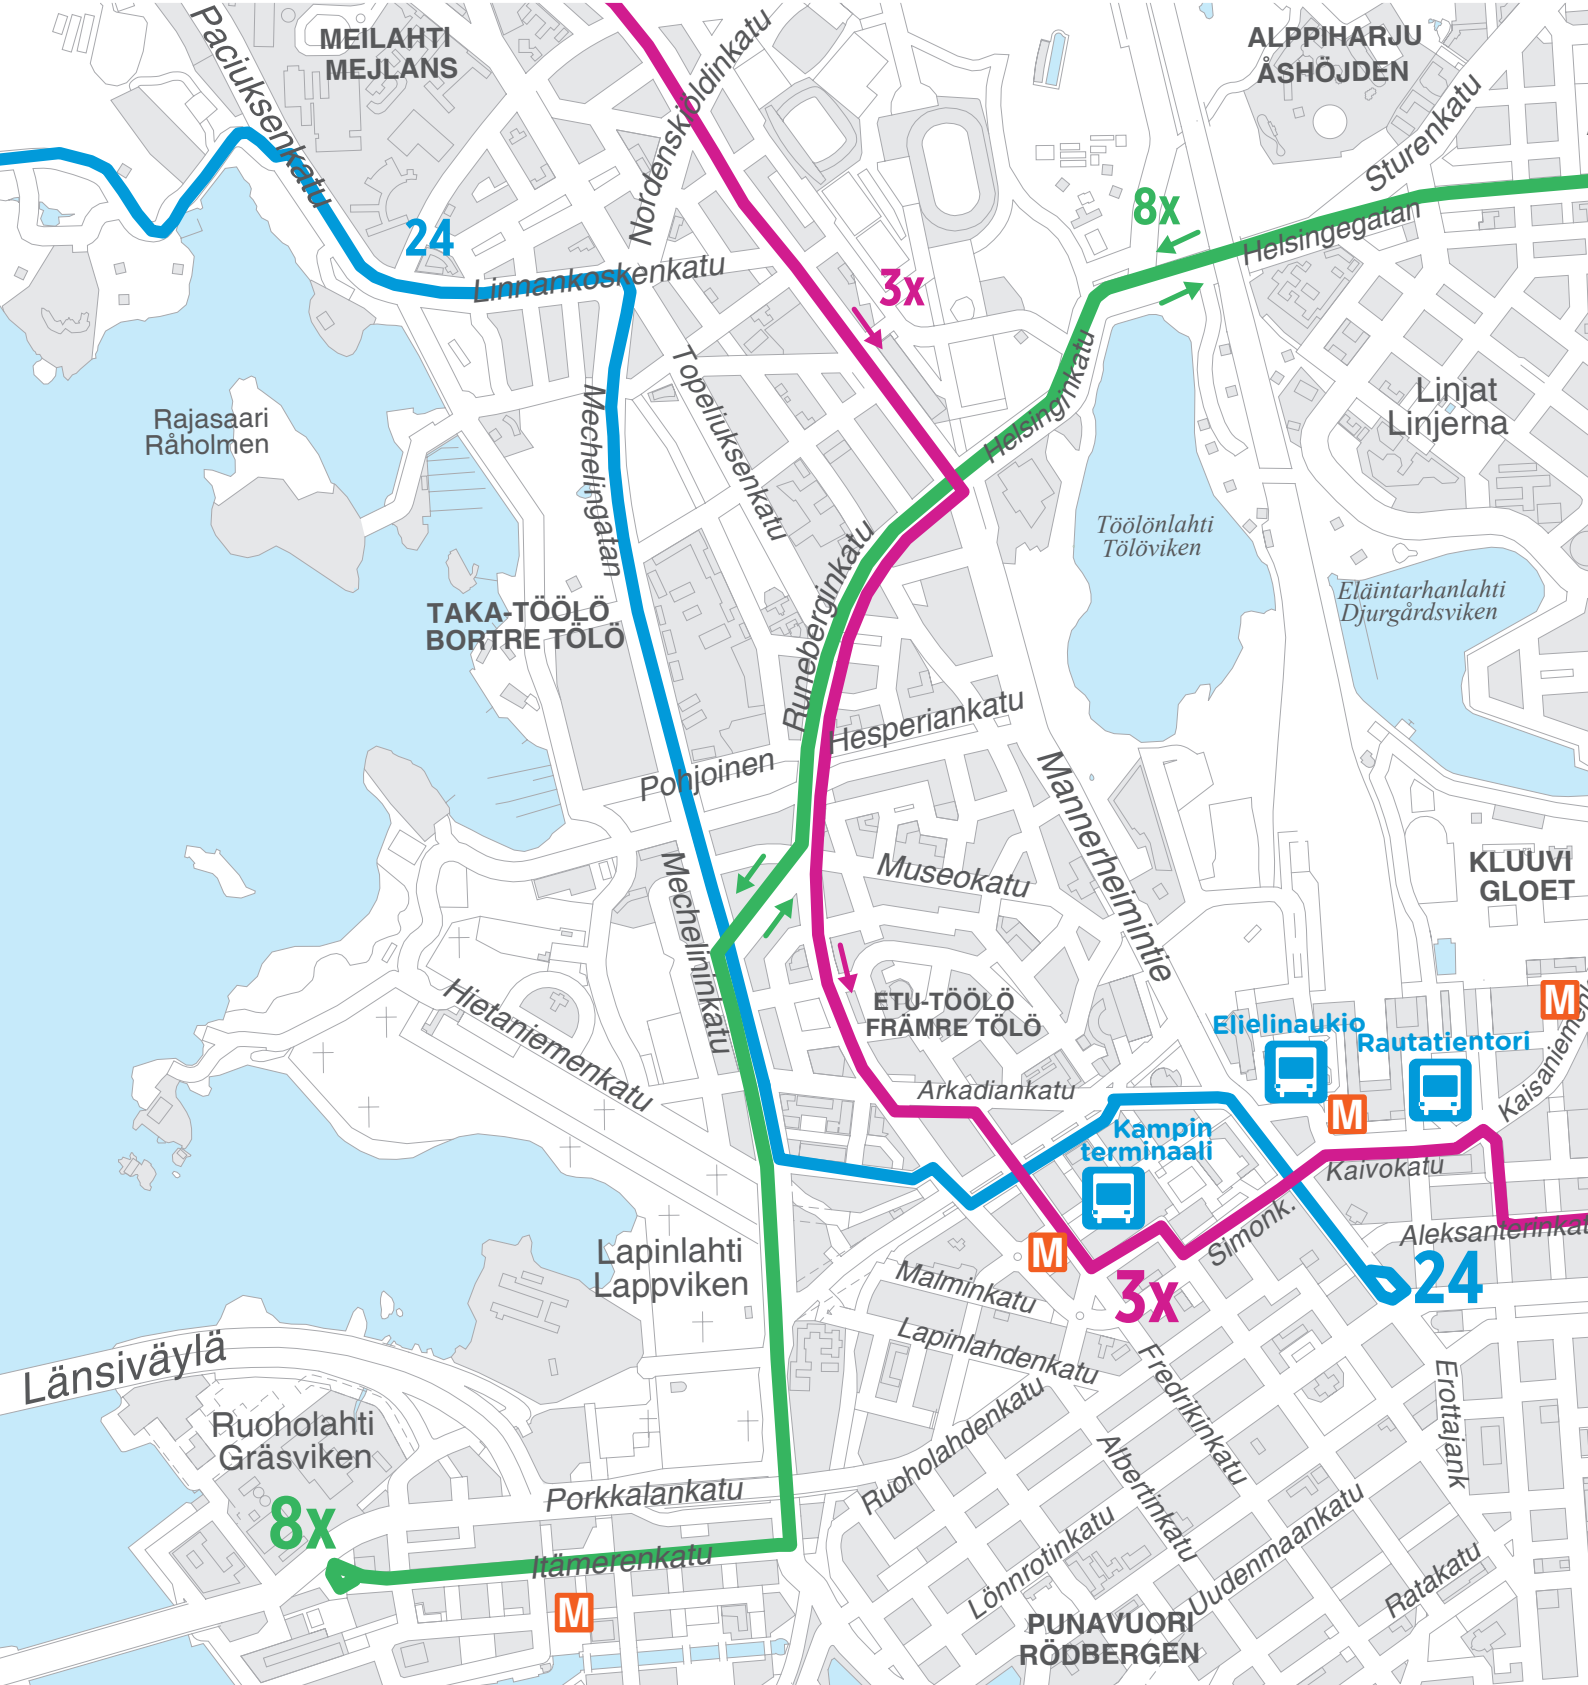 Paciuksenkatu
MEILAHTI
MEJLANS
Nordenskiöldinkatu
ALPPIHARJU
ÅSHÖJDEN
Sturenkatu
8x
Helsingegatan
24
Linnankoskenkatu
3x
Helsinginkatu
Topeliuksenkatu
Mechelingatan
Rajasaari
Råholmen
Linjat
Linjerna
Töölönlahti
Tölöviken
Eläintarhanlahti
Djurgårdsviken
TAKA-TÖÖLÖ
BORTRE TÖLÖ
Runeberginkatu
Pohjoinen
Hesperiankatu
Mannerheimintie
Museokatu
KLUUVI
GLOET
Mechelininkatu
Hietaniemenkatu
ETU-TÖÖLÖ
FRÄMRE TÖLÖ
M
Elielinaukio
Rautatientori
M
Arkadiankatu
Kampin
terminaali
Kaivokatu
Simonk.
M
3x
24
Lapinlahti
Lappviken
Malminkatu
Lapinlahdenkatu
Länsiväylä
Fredrikinkatu
Erottajank
Ruoholahti
Gräsviken
Ruoholahdenkatu
Albertinkatu
Porkkalankatu
8x
Itämerenkatu
Lönnrotinkatu
Uudenmaankatu
Ratakatu
M
PUNAVUORI
RÖDBERGEN